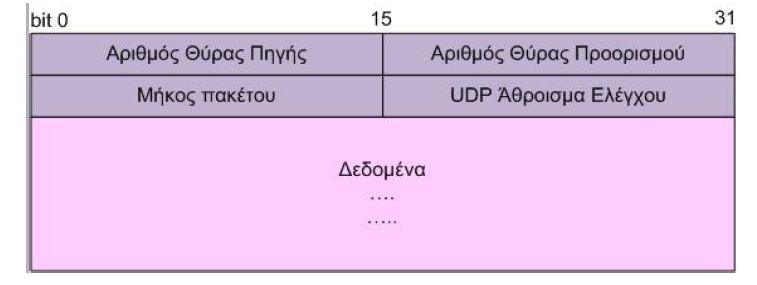 bit 0 15 31
Αριθμός Θύρας Πηγής Αριθμός Θύρας Προορισμού
Μήκος πακέτου UDP Άθροισμα Ελέγχου
Δεδομένα
....
.....